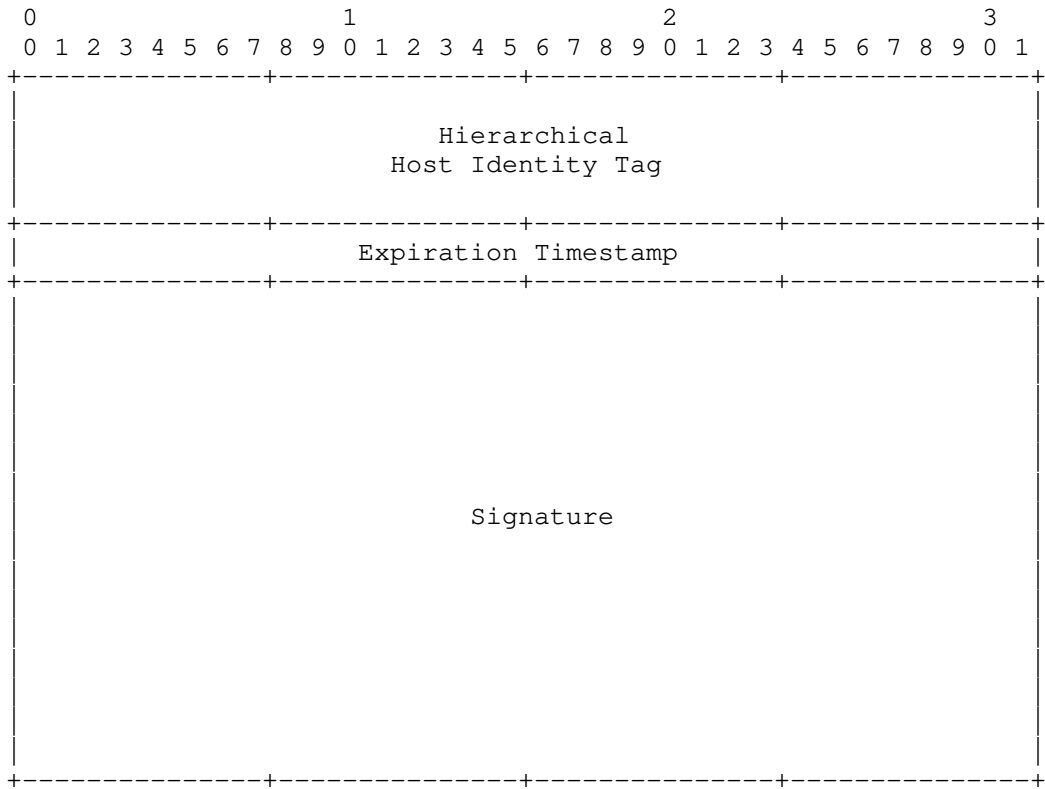 0                   1                   2                   3
0 1 2 3 4 5 6 7 8 9 0 1 2 3 4 5 6 7 8 9 0 1 2 3 4 5 6 7 8 9 0 1
Hierarchical
Host Identity Tag
Expiration Timestamp
Signature